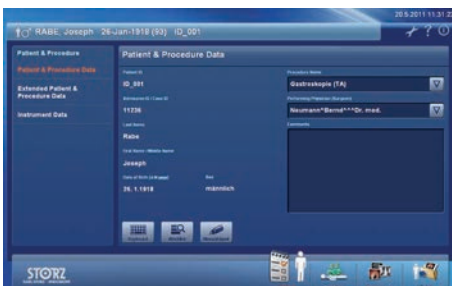 20.5.2011 11:31:2
RABE, Joseph 26-Jan-1918 (93) ID_001
Patient & Procedure
Patient & Procedure Data
Extended Patient &
Procedure Data
Instrument Data
Patient & Procedure Data
Patient ID
ID_001
11236
Last Name
Rabe
Joseph
Sex
26. 1.1918 männlich
Procedure Name
Gastroskopie (TA)
Performing Physician (Surgeon)
Neumann^Bernd^^^Dr. med.
Comments
STORZ